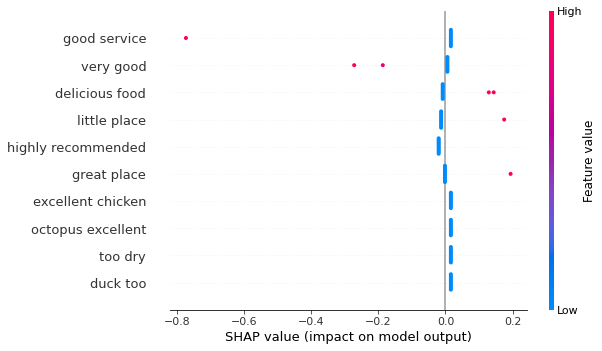 High
good service
very good
delicious food
little place
highly recommended
great place
excellent chicken
octopus excellent
too dry
duck too
Feature value
Low
−0.8 −0.6 −0.4 −0.2 0.0 0.2
SHAP value (impact on model output)